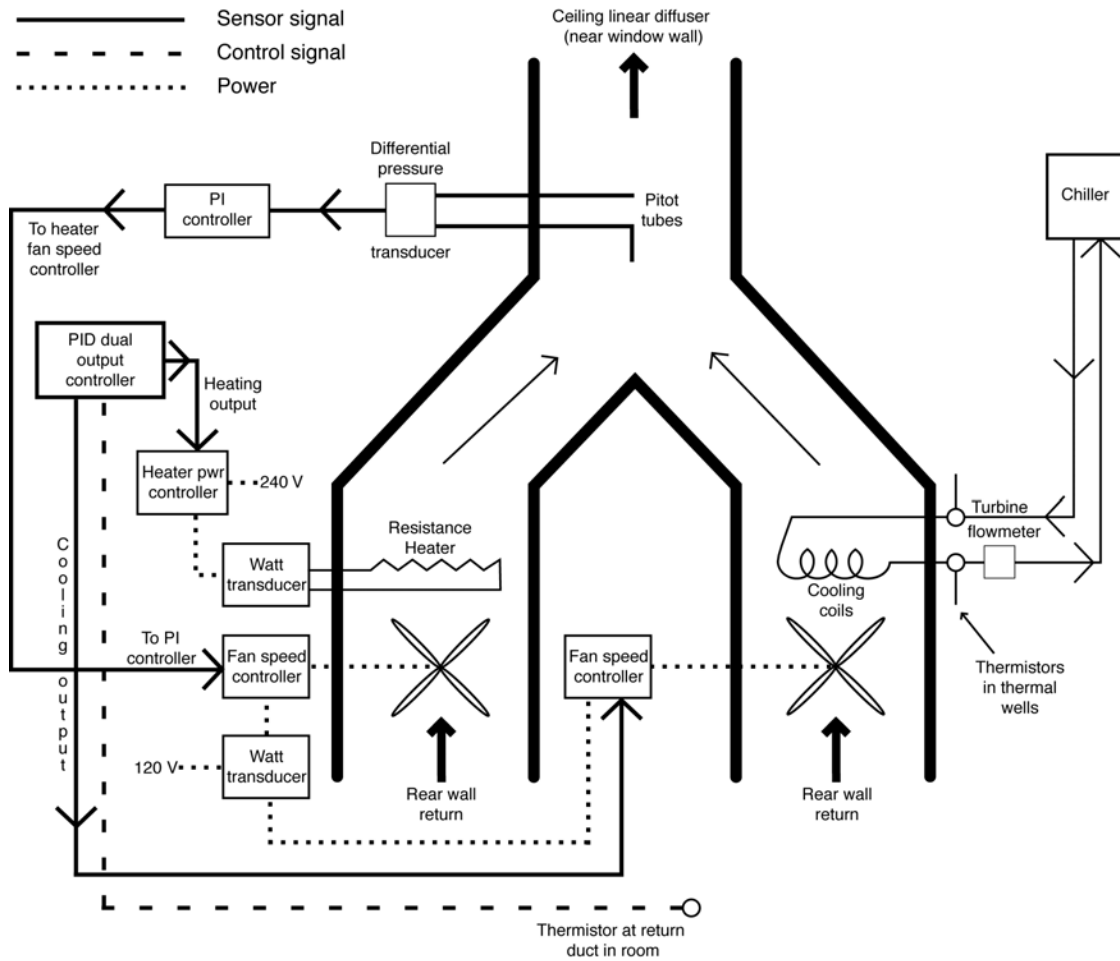 Sensor signal
Control signal
Power
Ceiling linear diffuser
(near window wall)
Differential
pressure
transducer
PI
controller
Pitot
tubes
Chiller
To heater
fan speed
controller
PID dual
output
controller
Heating
output
Heater pwr
controller
240 V
Resistance
Heater
Watt
transducer
Turbine
flowmeter
Cooling
coils
Cooling output
To PI
controller
Fan speed
controller
Fan speed
controller
Thermistors
in thermal
wells
120 V
Watt
transducer
Rear wall
return
Rear wall
return
Thermistor at return
duct in room